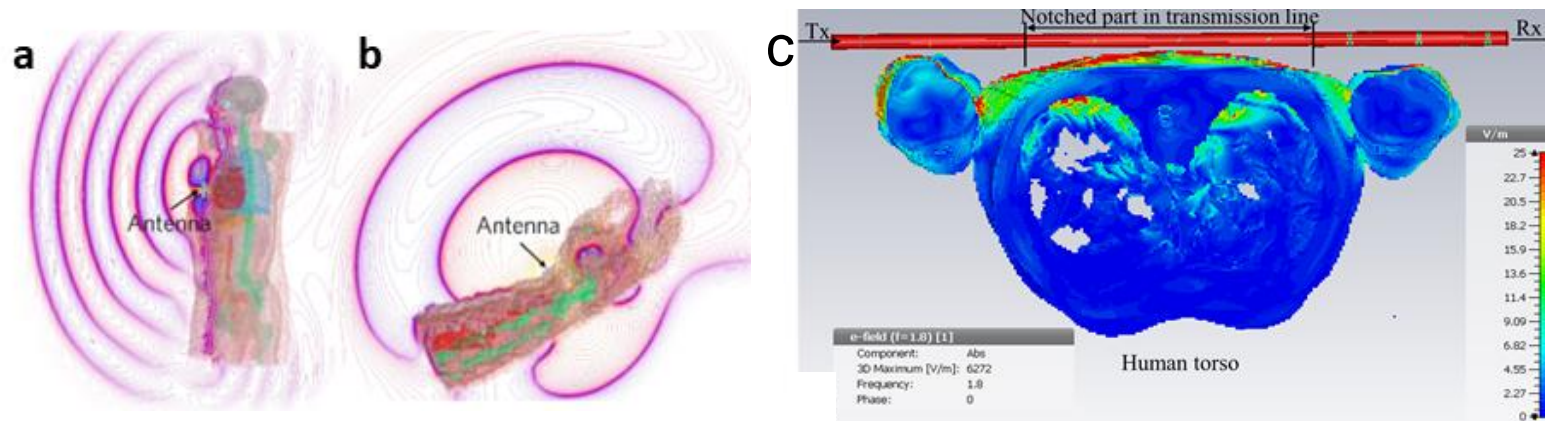 a
Antenna
b
Antenna
C
Notched part in transmission line
Tx
Rx
V/m
25
22.7
20.5
18.2
15.9
13.6
11.4
9.09
6.82
4.55
2.27
0
e-field (f=1.8) [1]
Component: Abs
3D Maximum [V/m]: 6272
Frequency: 1.8
Phase: 0
Human torso